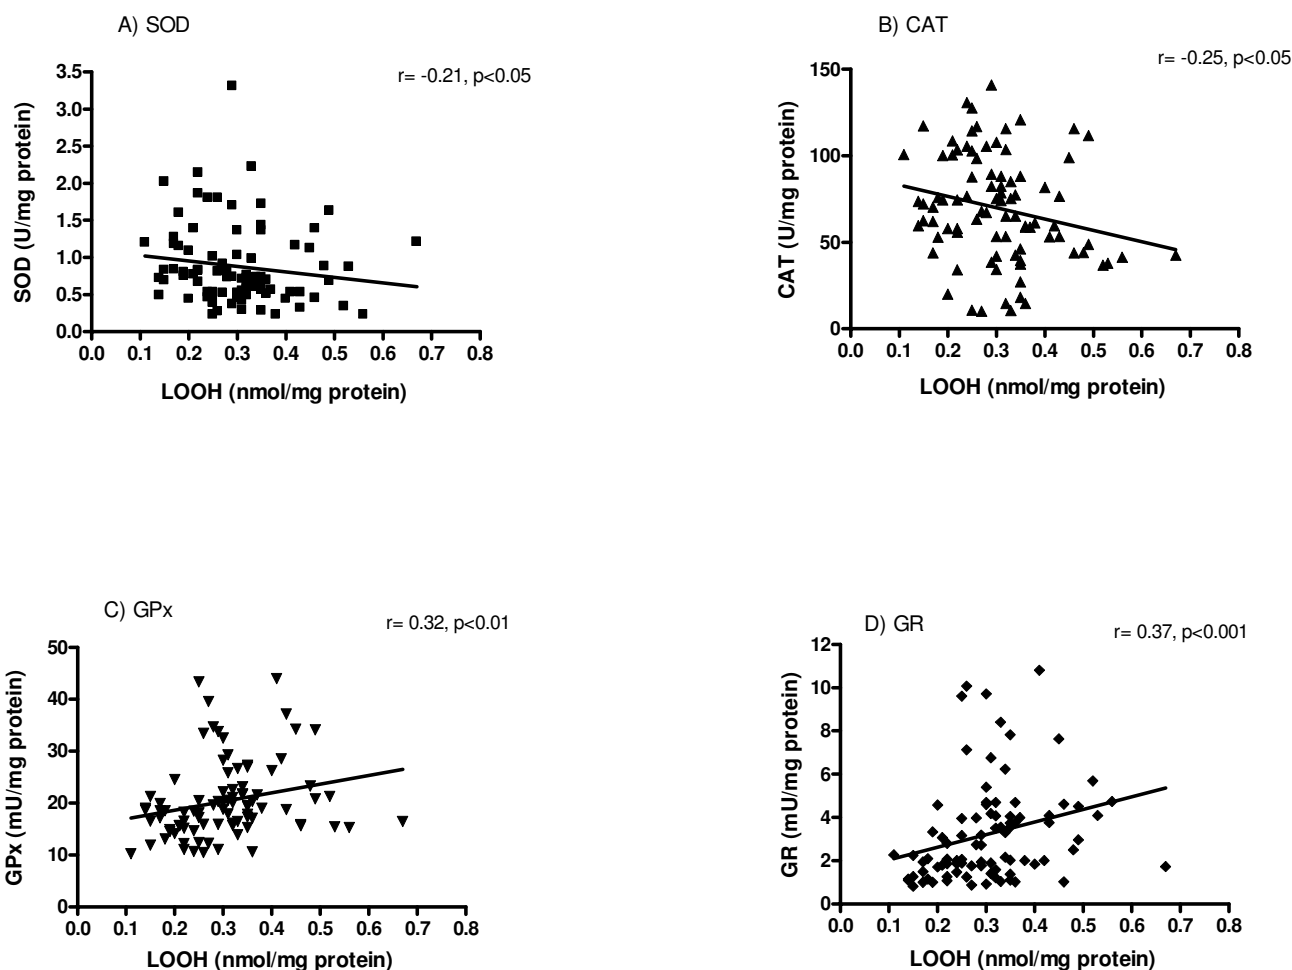 A) SOD
r= -0.21, p<0.05
SOD (U/mg protein)
3.5
3.0
2.5
2.0
1.5
1.0
0.5
0.0
0.0 0.1 0.2 0.3 0.4 0.5 0.6 0.7 0.8
LOOH (nmol/mg protein)
B) CAT
r= -0.25, p<0.05
CAT (U/mg protein)
150
100
50
0
0.0 0.1 0.2 0.3 0.4 0.5 0.6 0.7 0.8
LOOH (nmol/mg protein)
C) GPx
r= 0.32, p<0.01
GPx (mU/mg protein)
50
40
30
20
10
0
0.0 0.1 0.2 0.3 0.4 0.5 0.6 0.7 0.8
LOOH (nmol/mg protein)
D) GR
r= 0.37, p<0.001
GR (mU/mg protein)
12
10
8
6
4
2
0
0.0 0.1 0.2 0.3 0.4 0.5 0.6 0.7 0.8
LOOH (nmol/mg protein)